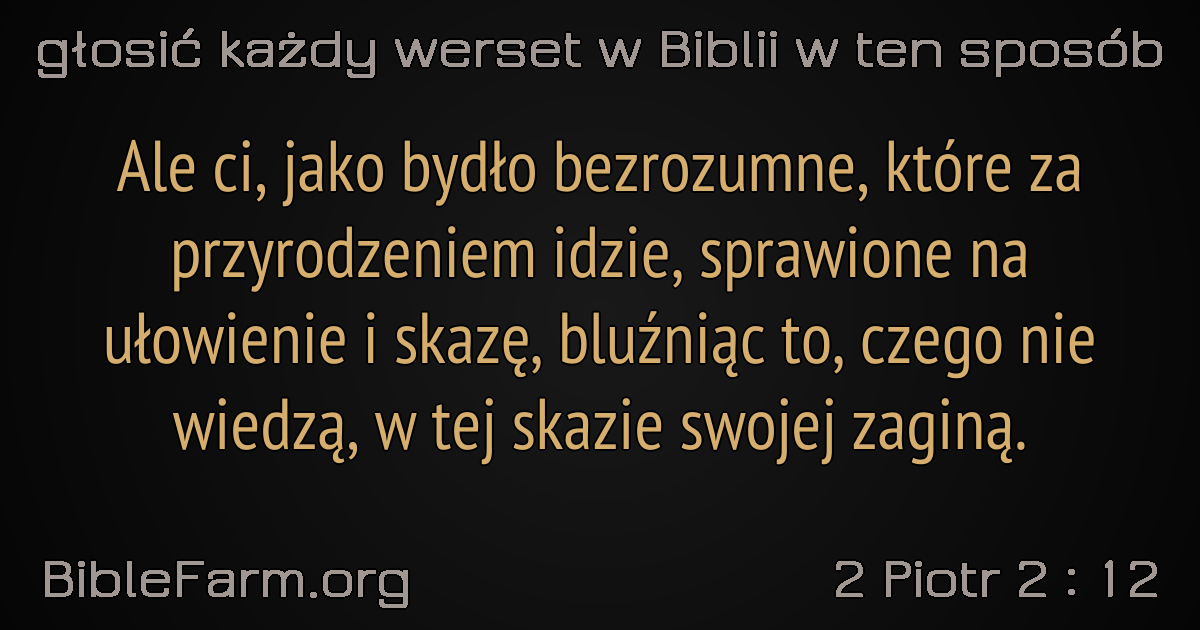 głosić każdy werset w Biblii w ten sposób
Ale ci, jako bydło bezrozumne, które za
przyrodzeniem idzie, sprawione na
ułowienie i skazę, bluźniąc to, czego nie
wiedzą, w tej skazie swojej zaginą.
BibleFarm.org
2 Piotr 2 : 12